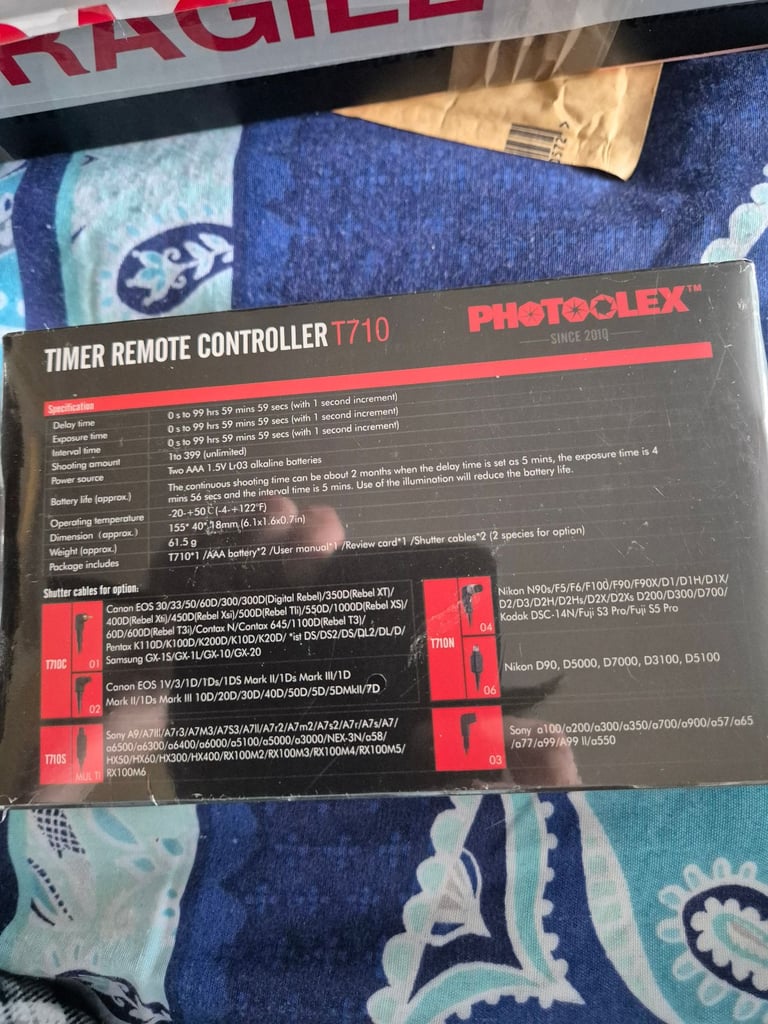 RAGILE
572 >
TIMER REMOTE CONTROLLER T710
PHOTOOLEX™
SINCE 2010
Specification
Delay time 0 s to 99 hrs 59 mins 59 secs (with 1 second increment)
Exposure time 0 s to 99 hrs 59 mins 59 secs (with 1 second increment)
Interval time 0 s to 99 hrs 59 mins 59 secs (with 1 second increment)
Shooting amount 1to 399 (unlimited)
Power source Two AAA 1.5V Lr03 alkaline batteries
Battery life (approx.) The continuous shooting time can be about 2 months when the delay time is set as 5 mins, the exposure time is 4
mins 56 secs and the interval time is 5 mins. Use of the illumination will reduce the battery life.
Operating temperature -20-+50℃(-4-+122°F)
Dimension (approx.) 155* 40*18mm(6.1x1.6x0.7in)
Weight (approx.) 61.5 g
Package includes T710*1 /AAA battery*2 /User manual*1 /Review card*1 /Shutter cables*2 (2 species for option)
Shutter cables for option:
T710C
01
Canon EOS 30/33/50/60D/300/300D(Digital Rebel)/350D(Rebel XT)/
400D(Rebel Xti)/450D(Rebel Xsi)/500D(Rebel Tli)/550D/1000D(Rebel XS)/
60D/600D(Rebel T3i)/Contax N/Contax 645/1100D(Rebel T3)/
Pentax K110D/K100D/K200D/K10D/K20D/ *ist DS/DS2/DS/DL2/DL/D/
Samsung GX-1S/GX-1L/GX-10/GX-20
02
Canon EOS 1V/3/1D/1Ds/1DS Mark II/1Ds Mark III/1D
Mark II/1Ds Mark III 10D/20D/30D/40D/50D/5D/5DMkII/7D
T710S
MULTI
Sony A9/A7III/A7r3/A7M3/A7S3/A7II/A7r2/A7m2/A7s2/A7r/A7s/A7/
a6500/a6300/a6400/a6000/a5100/a5000/a3000/NEX-3N/a58/
HX50/HX60/HX300/HX400/RX100M2/RX100M3/RX100M4/RX100M5/
RX100M6
T710N
04
Nikon N90s/F5/F6/F100/F90/F90X/D1/D1H/D1X/
D2/D3/D2H/D2Hs/D2X/D2Xs D200/D300/D700/
Kodak DSC-14N/Fuji S3 Pro/Fuji S5 Pro
06
Nikon D90, D5000, D7000, D3100, D5100
03
Sony a100/a200/a300/a350/a700/a900/a57/a65
/a77/a99/A99 II/a550